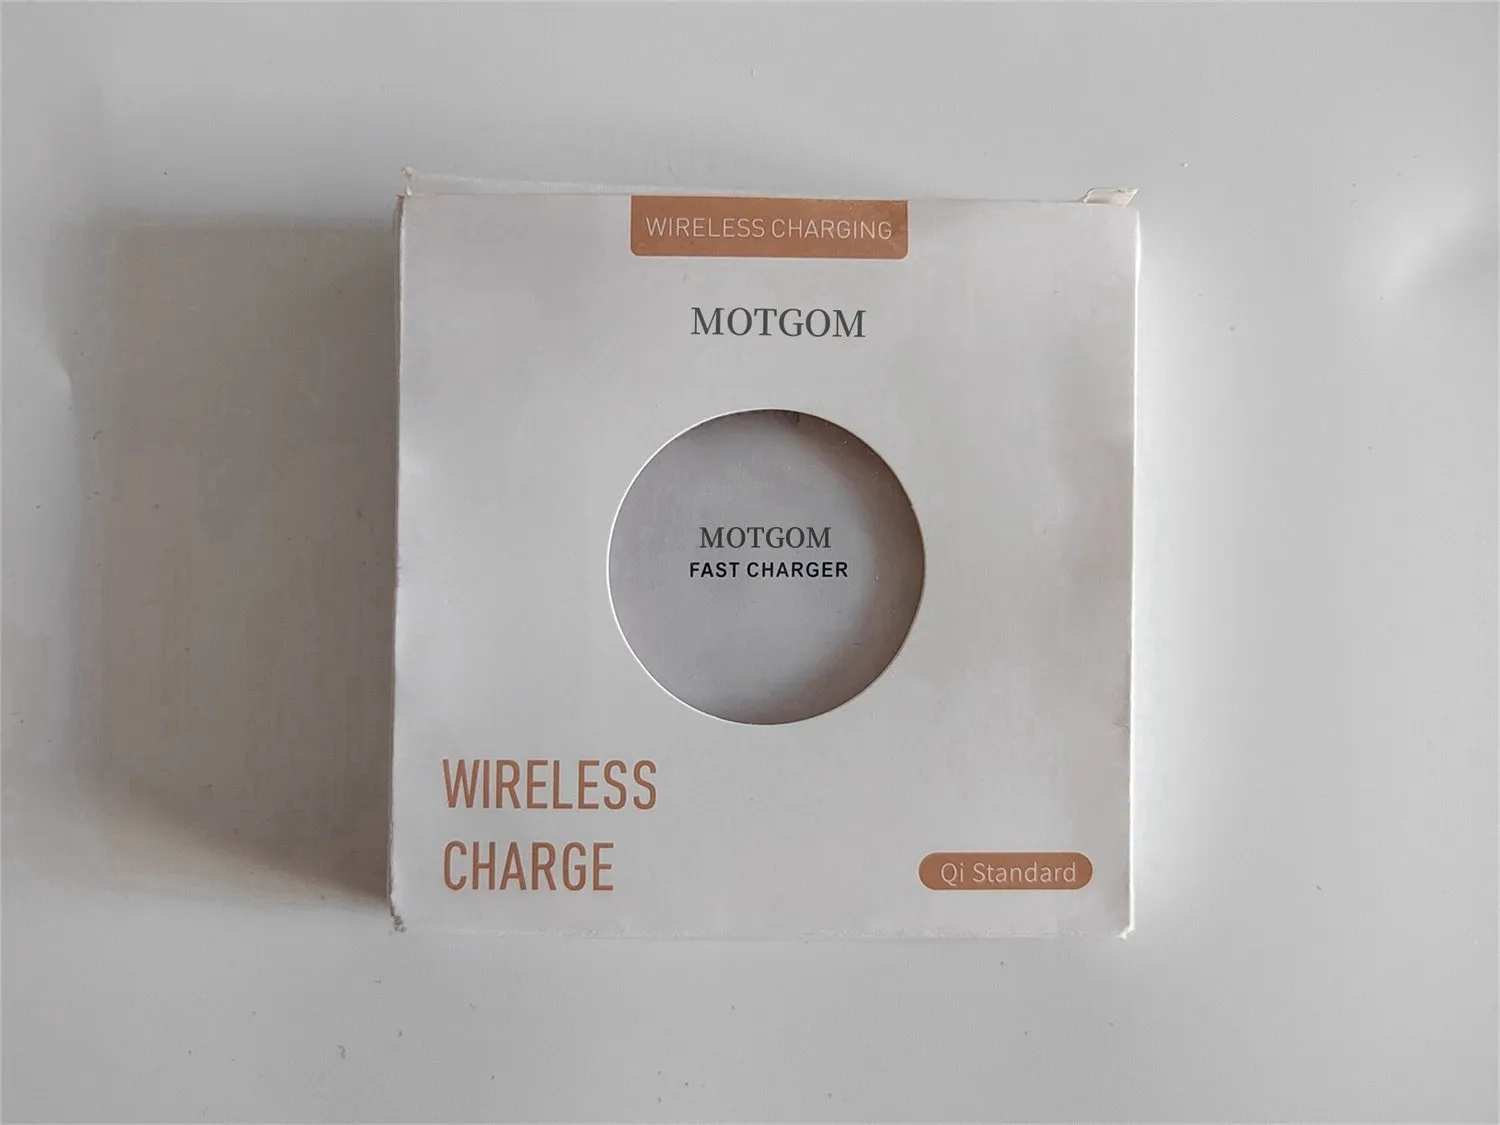 WIRELESS CHARGING
MOTGOM
MOTGOM
FAST CHARGER
WIRELESS
CHARGE
Qi Standard